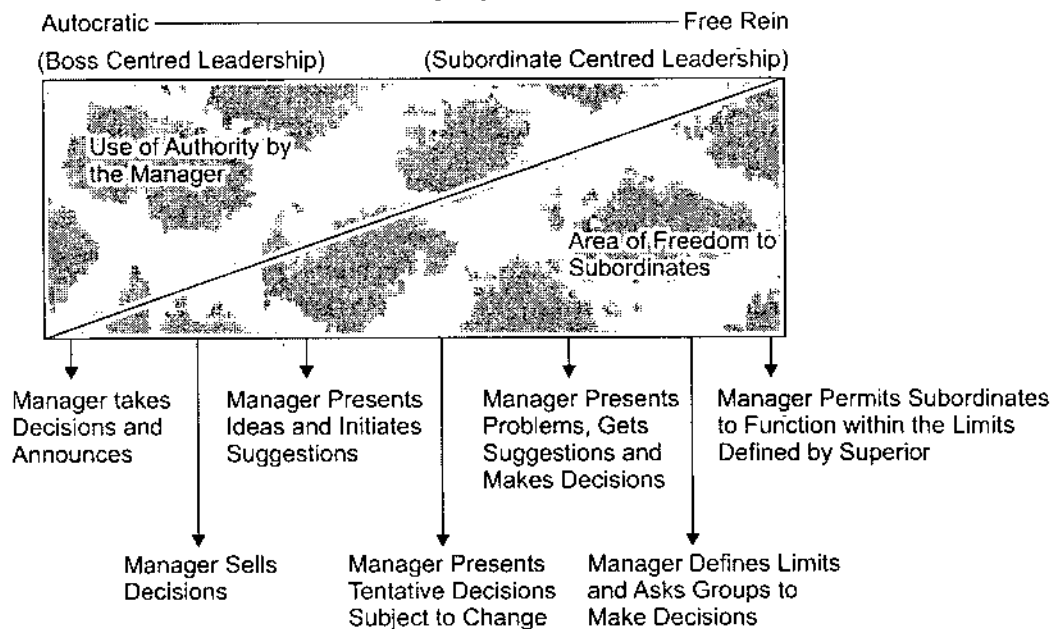 Autocratic Free Rein
(Boss Centred Leadership) (Subordinate Centred Leadership)
Use of Authority by
the Manager
Area of Freedom to
Subordinates
Manager takes
Decisions and
Announces
Manager Sells
Decisions
Manager Presents
Ideas and Initiates
Suggestions
Manager Presents
Tentative Decisions
Subject to Change
Manager Presents
Problems, Gets
Suggestions and
Makes Decisions
Manager Defines Limits
and Asks Groups to
Make Decisions
Manager Permits Subordinates
to Function within the Limits
Defined by Superior